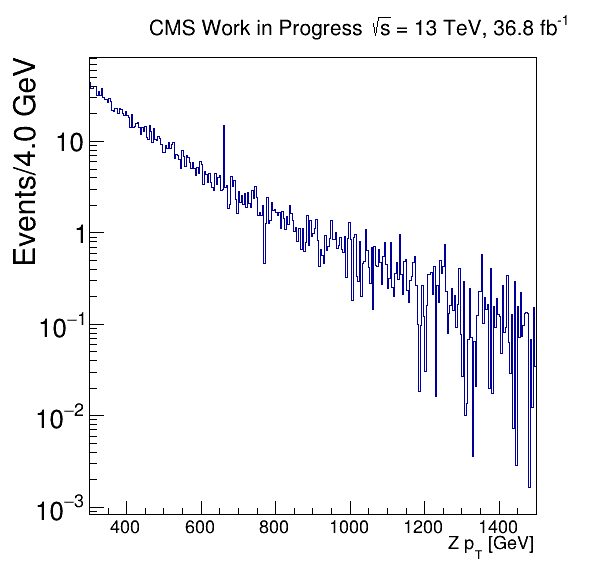 CMS Work in Progress √s = 13 TeV, 36.8 fb⁻¹
Events/4.0 GeV
10
1
10⁻¹
10⁻²
10⁻³
400 600 800 1000 1200 1400
Z p_T [GeV]